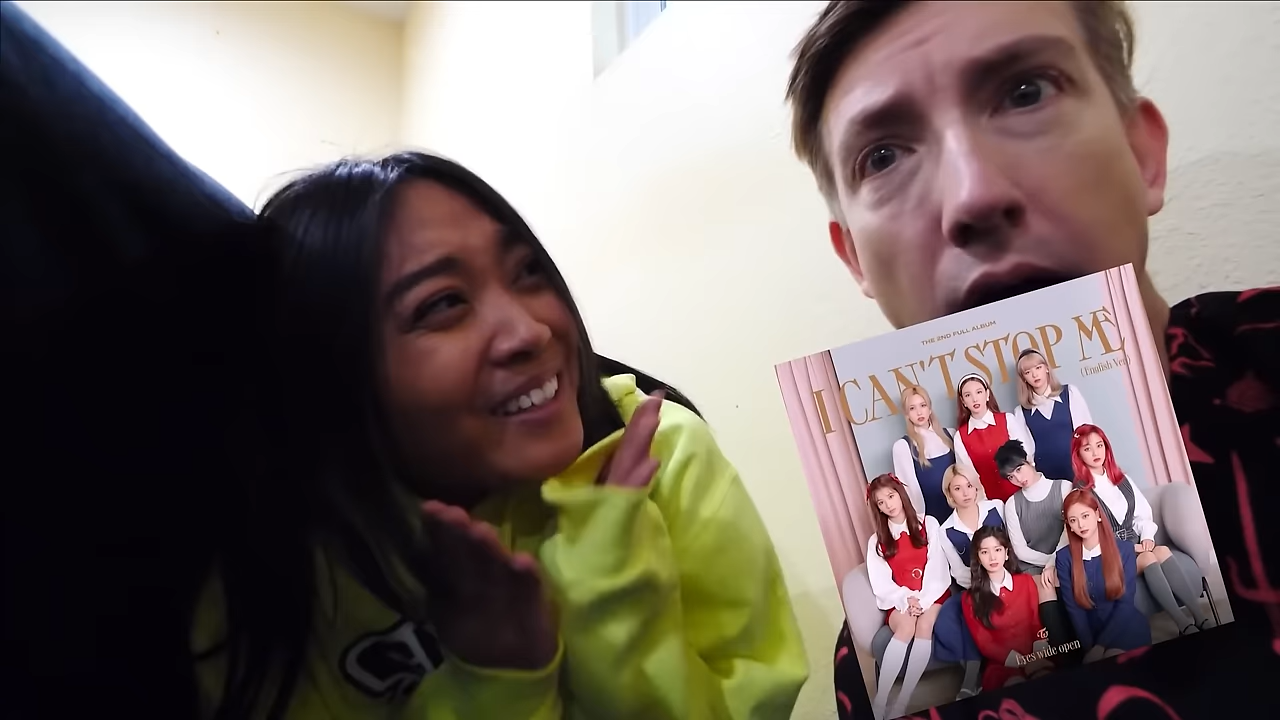 THE 2ND FULL ALBUM
I CAN'T STOP ME
(English Ver.)
Eyes wide open